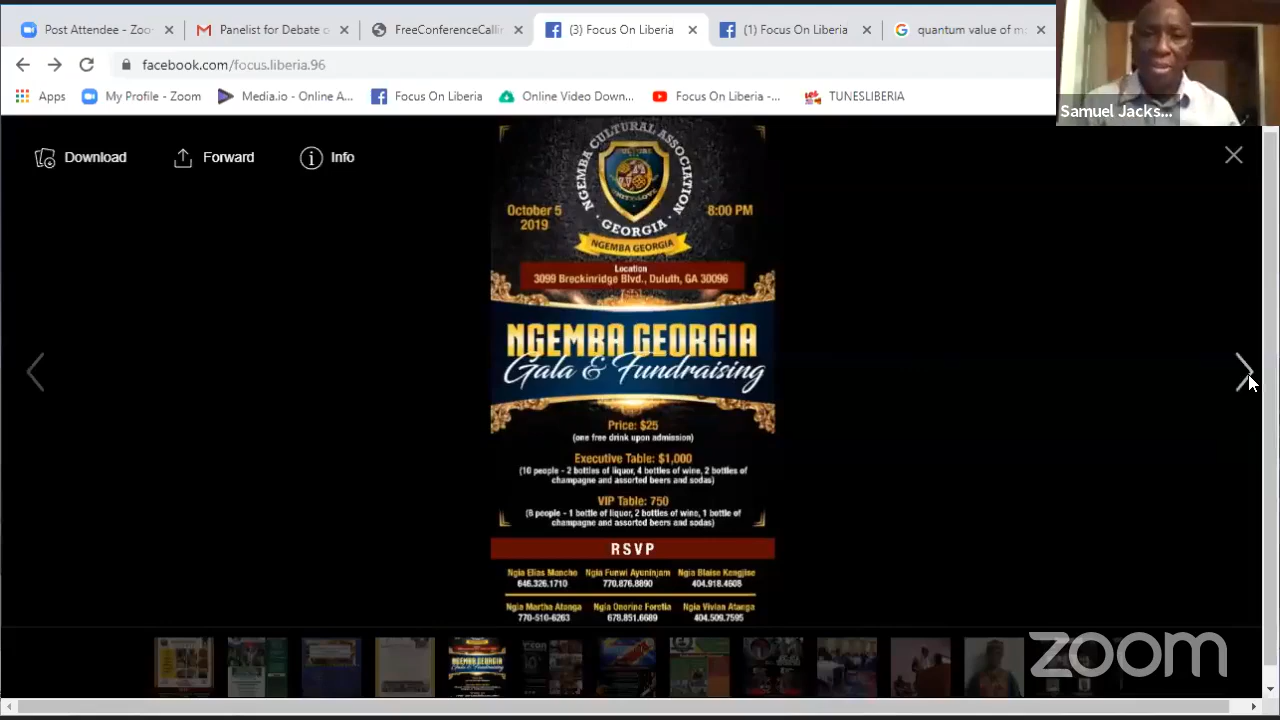 Post Attendee - Zoo
Panelist for Debate o
FreeConferenceCalli
(3) Focus On Liberia
(1) Focus On Liberia
quantum value of m
facebook.com/focus.liberia.96
Apps
My Profile - Zoom
Media.io - Online A...
Focus On Liberia
Online Video Down...
Focus On Liberia -...
TUNESLIBERIA
Samuel Jacks...
Download
Forward
Info
NGEMBA CULTURAL ASSOCIATION
· GEORGIA ·
NGEMBA GEORGIA
October 5
2019
8:00 PM
Location
3099 Breckinridge Blvd., Duluth, GA 30096
NGEMBA GEORGIA
Gala & Fundraising
Price: $25
(one free drink upon admission)
Executive Table: $1,000
(10 people - 2 bottles of liquor, 4 bottles of wine, 2 bottles of
champagne and assorted beers and sodas)
VIP Table: 750
(8 people - 1 bottle of liquor, 2 bottles of wine, 1 bottle of
champagne and assorted beers and sodas)
RSVP
Ngia Elias Moncho
646.326.1710
Ngia Funwi Ayuninjam
770.876.8890
Ngia Blaise Kengjise
404.918.4608
Ngia Martha Atanga
770-510-6263
Ngia Onorine Foretia
678.851.6689
Ngia Vivian Atanga
404.509.7595
zoom